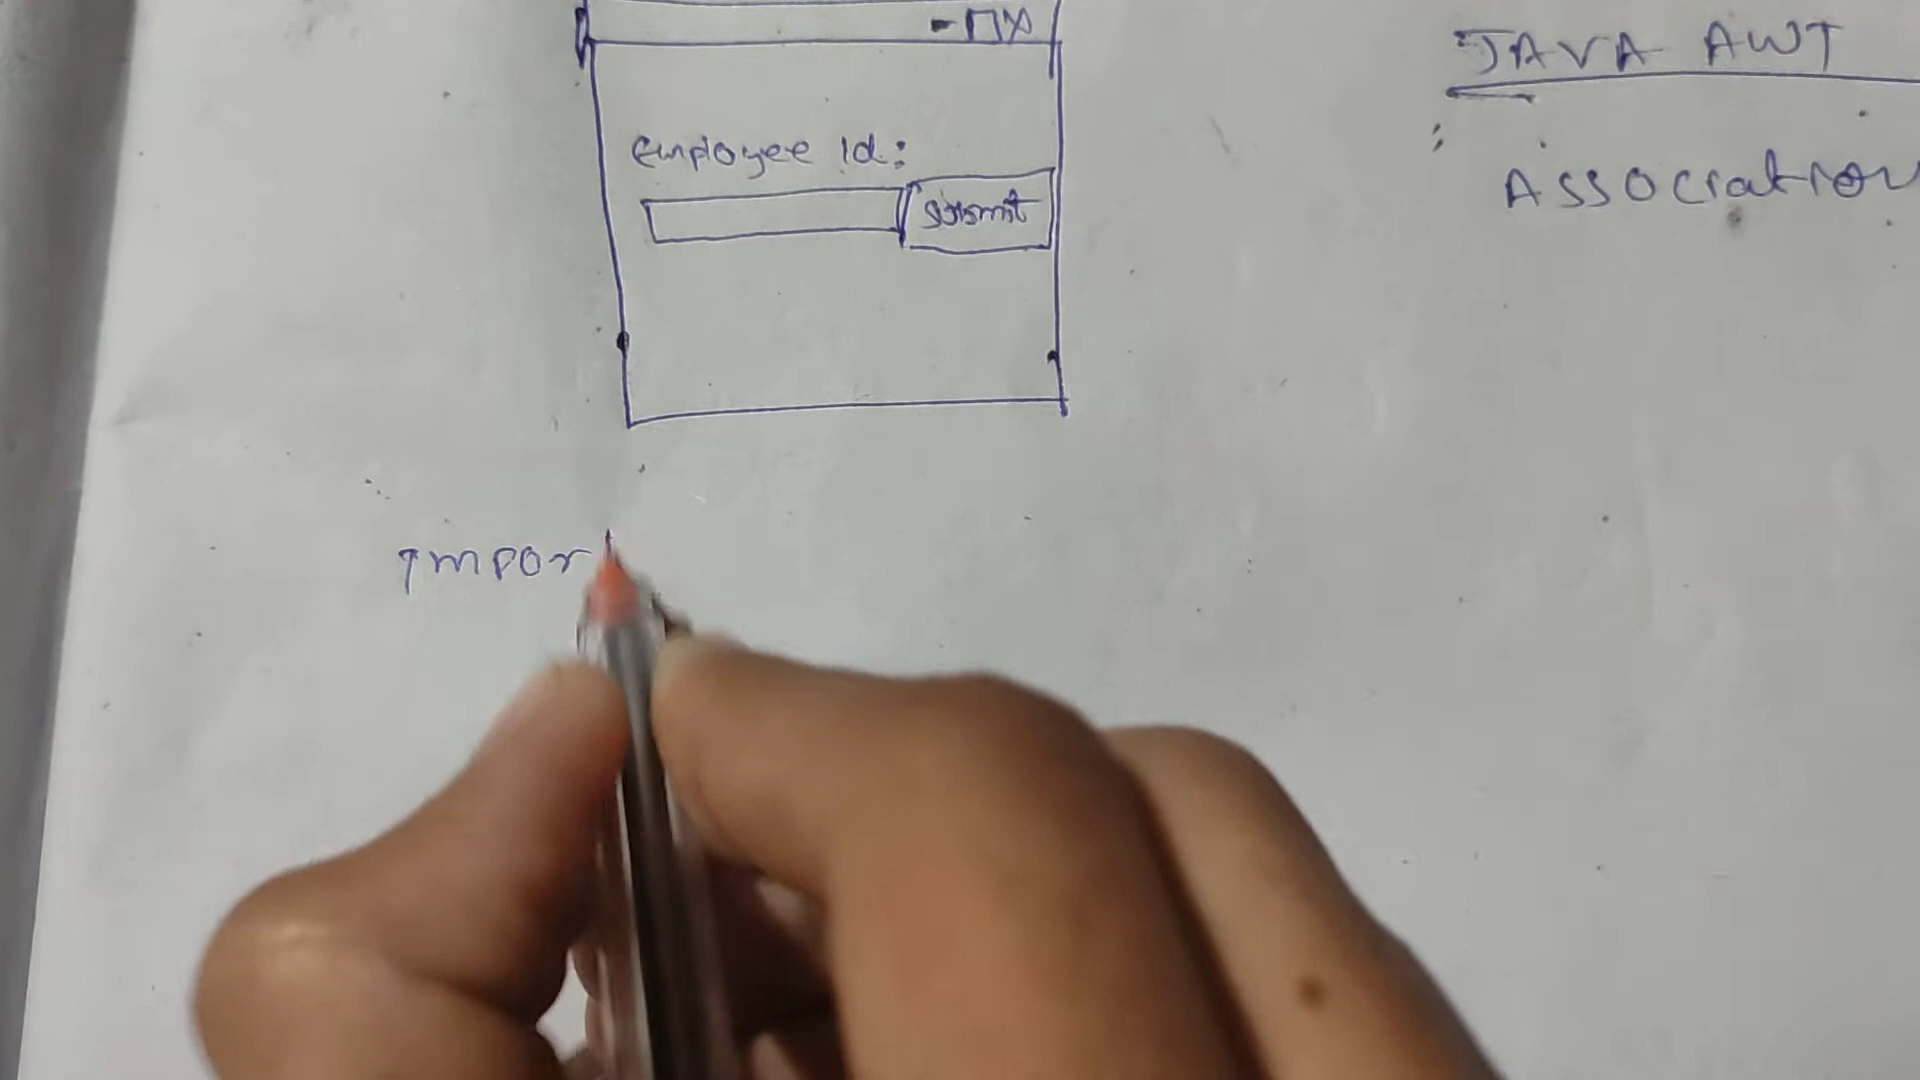 JAVA AWT
Association
employee id:
submit
impor